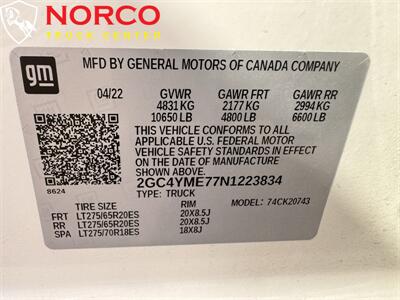 NORCO
TRUCK CENTER
gm
MFD BY GENERAL MOTORS OF CANADA COMPANY
04/22 GVWR GAWR FRT GAWR RR
4831 KG 2177 KG 2994 KG
10650 LB 4800 LB 6600 LB
THIS VEHICLE CONFORMS TO ALL
APPLICABLE U.S. FEDERAL MOTOR
VEHICLE SAFETY STANDARDS IN
EFFECT ON THE DATE OF MANUFACTURE
SHOWN ABOVE.
2GC4YME77N1223834
8624
TYPE: TRUCK
TIRE SIZE RIM MODEL: 74CK20743
FRT LT275/65R20ES 20X8.5J
RR LT275/65R20ES 20X8.5J
SPA LT275/70R18ES 18X8J